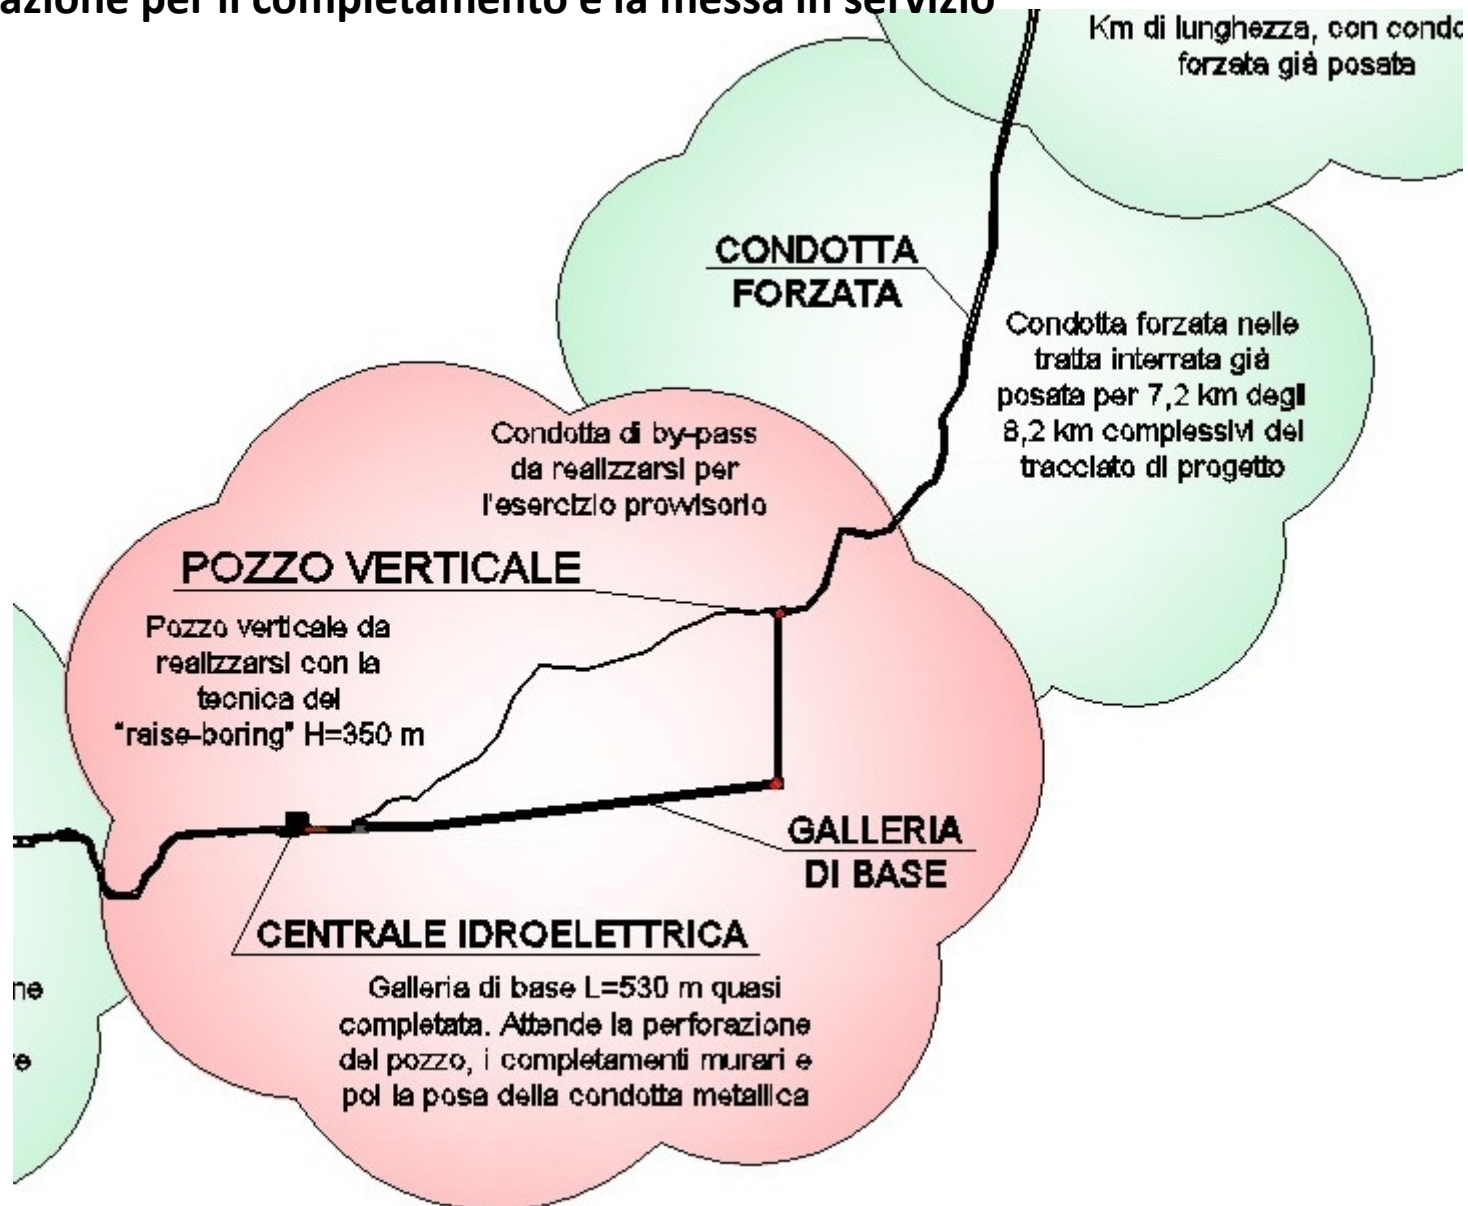 azione per il completamento e la messa in servizio
Km di lunghezza, con condo
forzata già posata
CONDOTTA
FORZATA
Condotta forzata nelle
tratta interrata già
posata per 7,2 km degli
8,2 km complessivi del
tracciato di progetto
Condotta di by-pass
da realizzarsi per
l'esercizio provvisorio
POZZO VERTICALE
Pozzo verticale da
realizzarsi con la
tecnica del
"raise-boring" H=350 m
GALLERIA
DI BASE
CENTRALE IDROELETTRICA
Galleria di base L=530 m quasi
completata. Attende la perforazione
del pozzo, i completamenti murari e
poi la posa della condotta metallica
ne
e